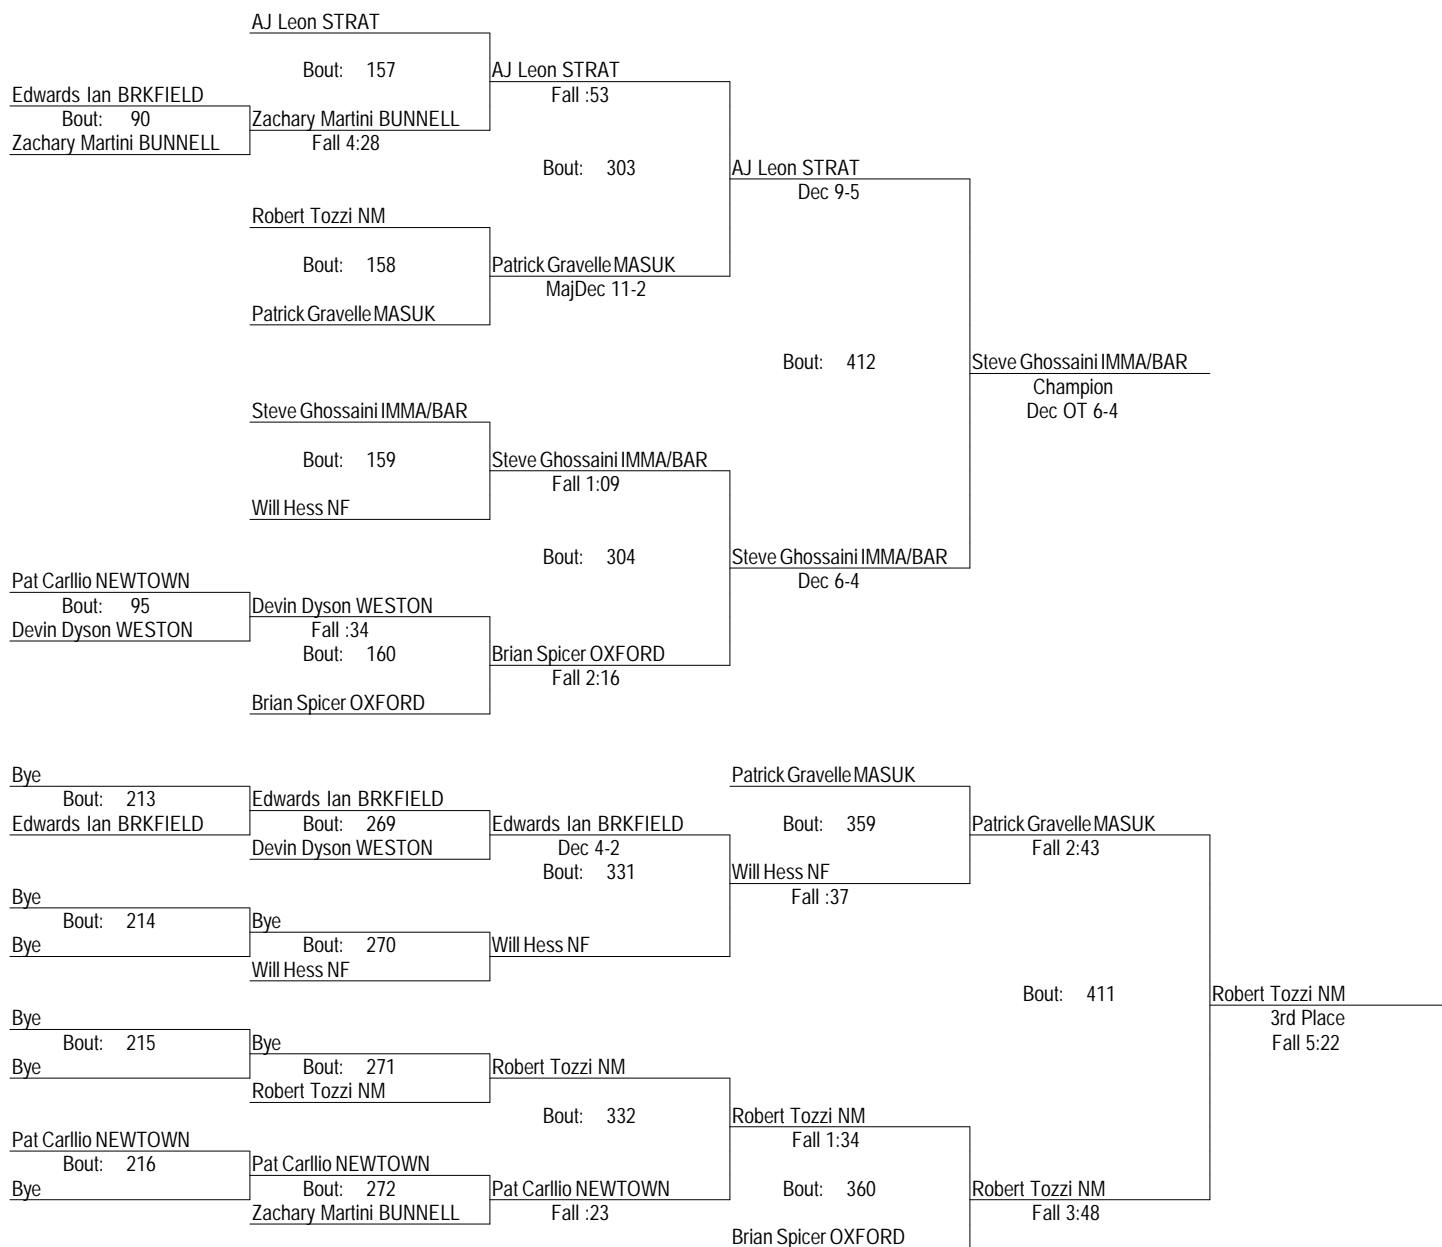 AJ Leon STRAT
Bout: 157
AJ Leon STRAT
Edwards Ian BRKFIELD
Fall :53
Bout: 90
Zachary Martini BUNNELL
Zachary Martini BUNNELL
Fall 4:28
Bout: 303
AJ Leon STRAT
Dec 9-5
Robert Tozzi NM
Bout: 158
Patrick Gravelle MASUK
MajDec 11-2
Patrick Gravelle MASUK
Bout: 412
Steve Ghossaini IMMA/BAR
Champion
Dec OT 6-4
Steve Ghossaini IMMA/BAR
Bout: 159
Steve Ghossaini IMMA/BAR
Fall 1:09
Will Hess NF
Bout: 304
Steve Ghossaini IMMA/BAR
Dec 6-4
Pat Carllio NEWTOWN
Bout: 95
Devin Dyson WESTON
Devin Dyson WESTON
Fall :34
Bout: 160
Brian Spicer OXFORD
Fall 2:16
Brian Spicer OXFORD
Bye
Patrick Gravelle MASUK
Bout: 213
Edwards Ian BRKFIELD
Edwards Ian BRKFIELD
Bout: 269
Edwards Ian BRKFIELD
Bout: 359
Patrick Gravelle MASUK
Devin Dyson WESTON
Dec 4-2
Fall 2:43
Bout: 331
Will Hess NF
Fall :37
Bye
Bout: 214
Bye
Bye
Bout: 270
Will Hess NF
Will Hess NF
Bout: 411
Robert Tozzi NM
3rd Place
Fall 5:22
Bye
Bout: 215
Bye
Bye
Bout: 271
Robert Tozzi NM
Robert Tozzi NM
Bout: 332
Robert Tozzi NM
Fall 1:34
Pat Carllio NEWTOWN
Bout: 216
Pat Carllio NEWTOWN
Bye
Bout: 272
Pat Carllio NEWTOWN
Bout: 360
Robert Tozzi NM
Zachary Martini BUNNELL
Fall :23
Fall 3:48
Brian Spicer OXFORD